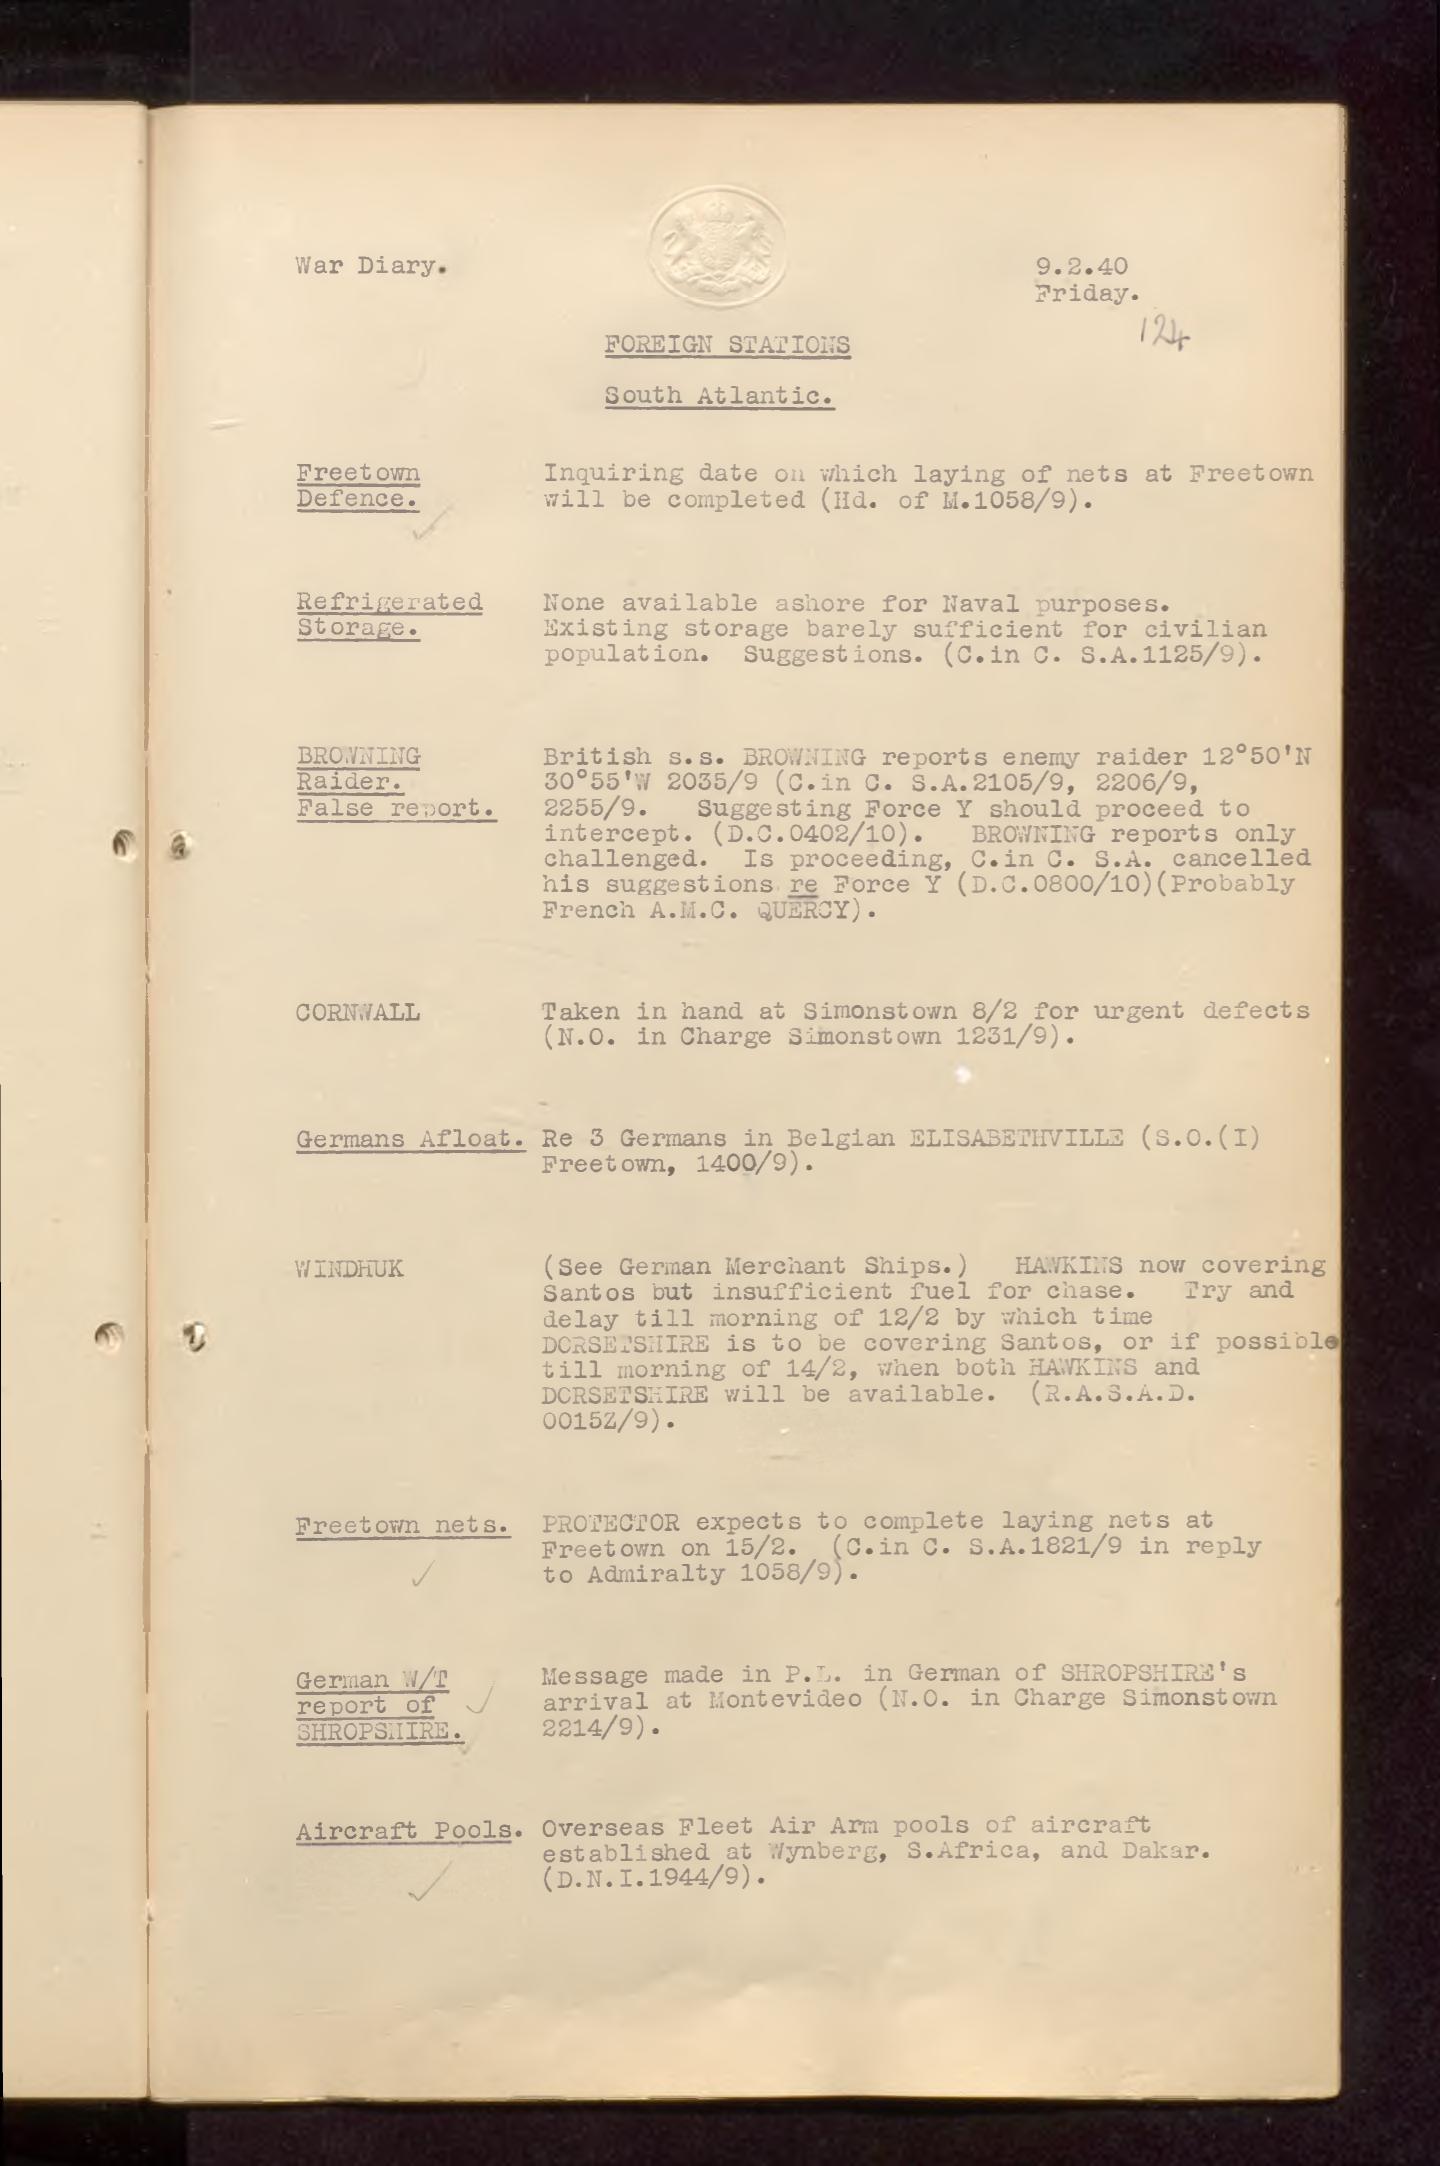 War Diary.
9.2.40
Friday.
124
FOREIGN STATIONS
South Atlantic.
Freetown
Defence.
Inquiring date on which laying of nets at Freetown
will be completed (Hd. of M.1058/9).
Refrigerated
Storage.
None available ashore for Naval purposes.
Existing storage barely sufficient for civilian
population. Suggestions. (C.in C. S.A.1125/9).
BROWNING
Raider.
False report.
British s.s. BROWNING reports enemy raider 12°50'N
30°55'W 2035/9 (C.in C. S.A.2105/9, 2206/9,
2255/9. Suggesting Force Y should proceed to
intercept. (D.C.0402/10). BROWNING reports only
challenged. Is proceeding, C.in C. S.A. cancelled
his suggestions re Force Y (D.C.0800/10)(Probably
French A.M.C. QUERCY).
CORNWALL
Taken in hand at Simonstown 8/2 for urgent defects
(N.O. in Charge Simonstown 1231/9).
Germans Afloat.
Re 3 Germans in Belgian ELISABETHVILLE (S.O.(I)
Freetown, 1400/9).
WINDHUK
(See German Merchant Ships.) HAWKINS now covering
Santos but insufficient fuel for chase. Try and
delay till morning of 12/2 by which time
DORSETSHIRE is to be covering Santos, or if possible
till morning of 14/2, when both HAWKINS and
DORSETSHIRE will be available. (R.A.S.A.D.
0015Z/9).
Freetown nets.
PROTECTOR expects to complete laying nets at
Freetown on 15/2. (C.in C. S.A.1821/9 in reply
to Admiralty 1058/9).
German W/T
report of
SHROPSHIRE.
Message made in P.L. in German of SHROPSHIRE's
arrival at Montevideo (N.O. in Charge Simonstown
2214/9).
Aircraft Pools.
Overseas Fleet Air Arm pools of aircraft
established at Wynberg, S.Africa, and Dakar.
(D.N.I.1944/9).